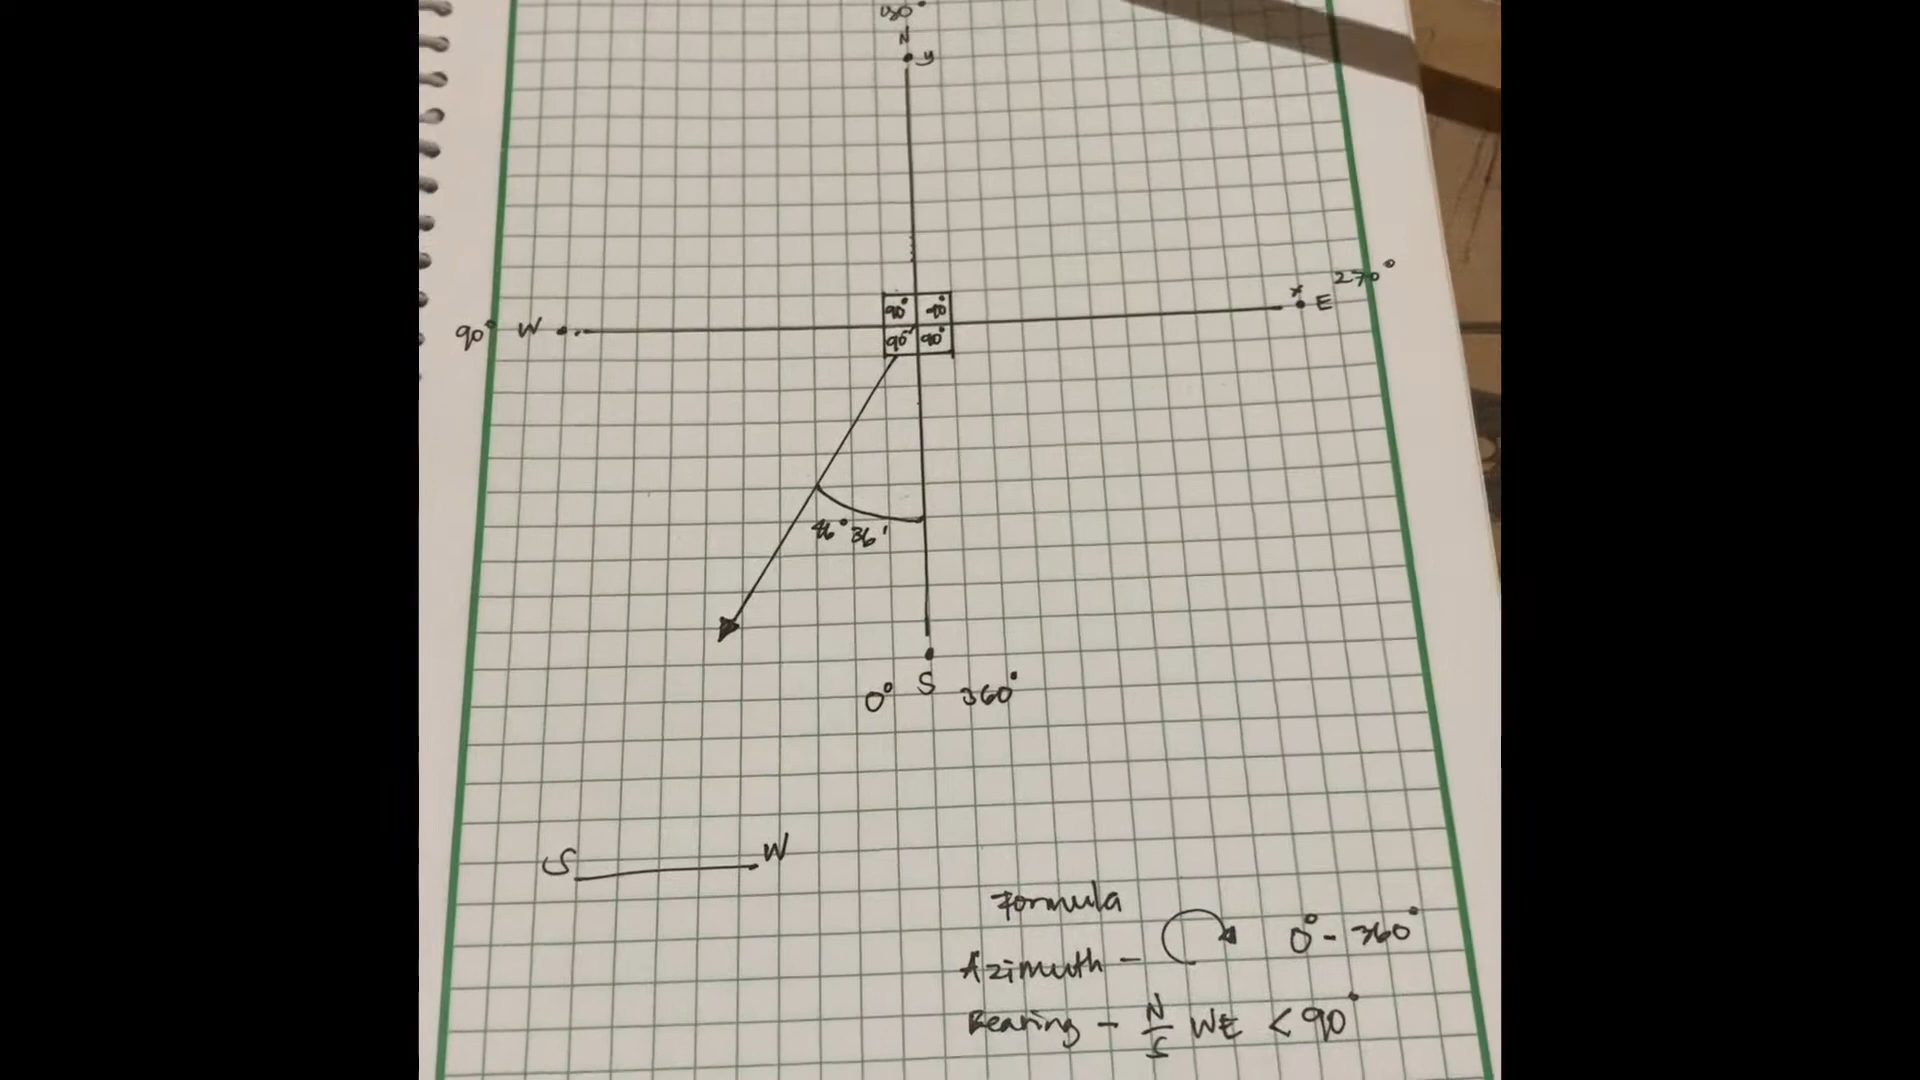 180°
N
y
270°
x
E
90° W
90° 90°
90° 90°
46° 36'
0° S 360°
S W
Formula
Azimuth - 0° - 360°
Bearing - N/S WE < 90°